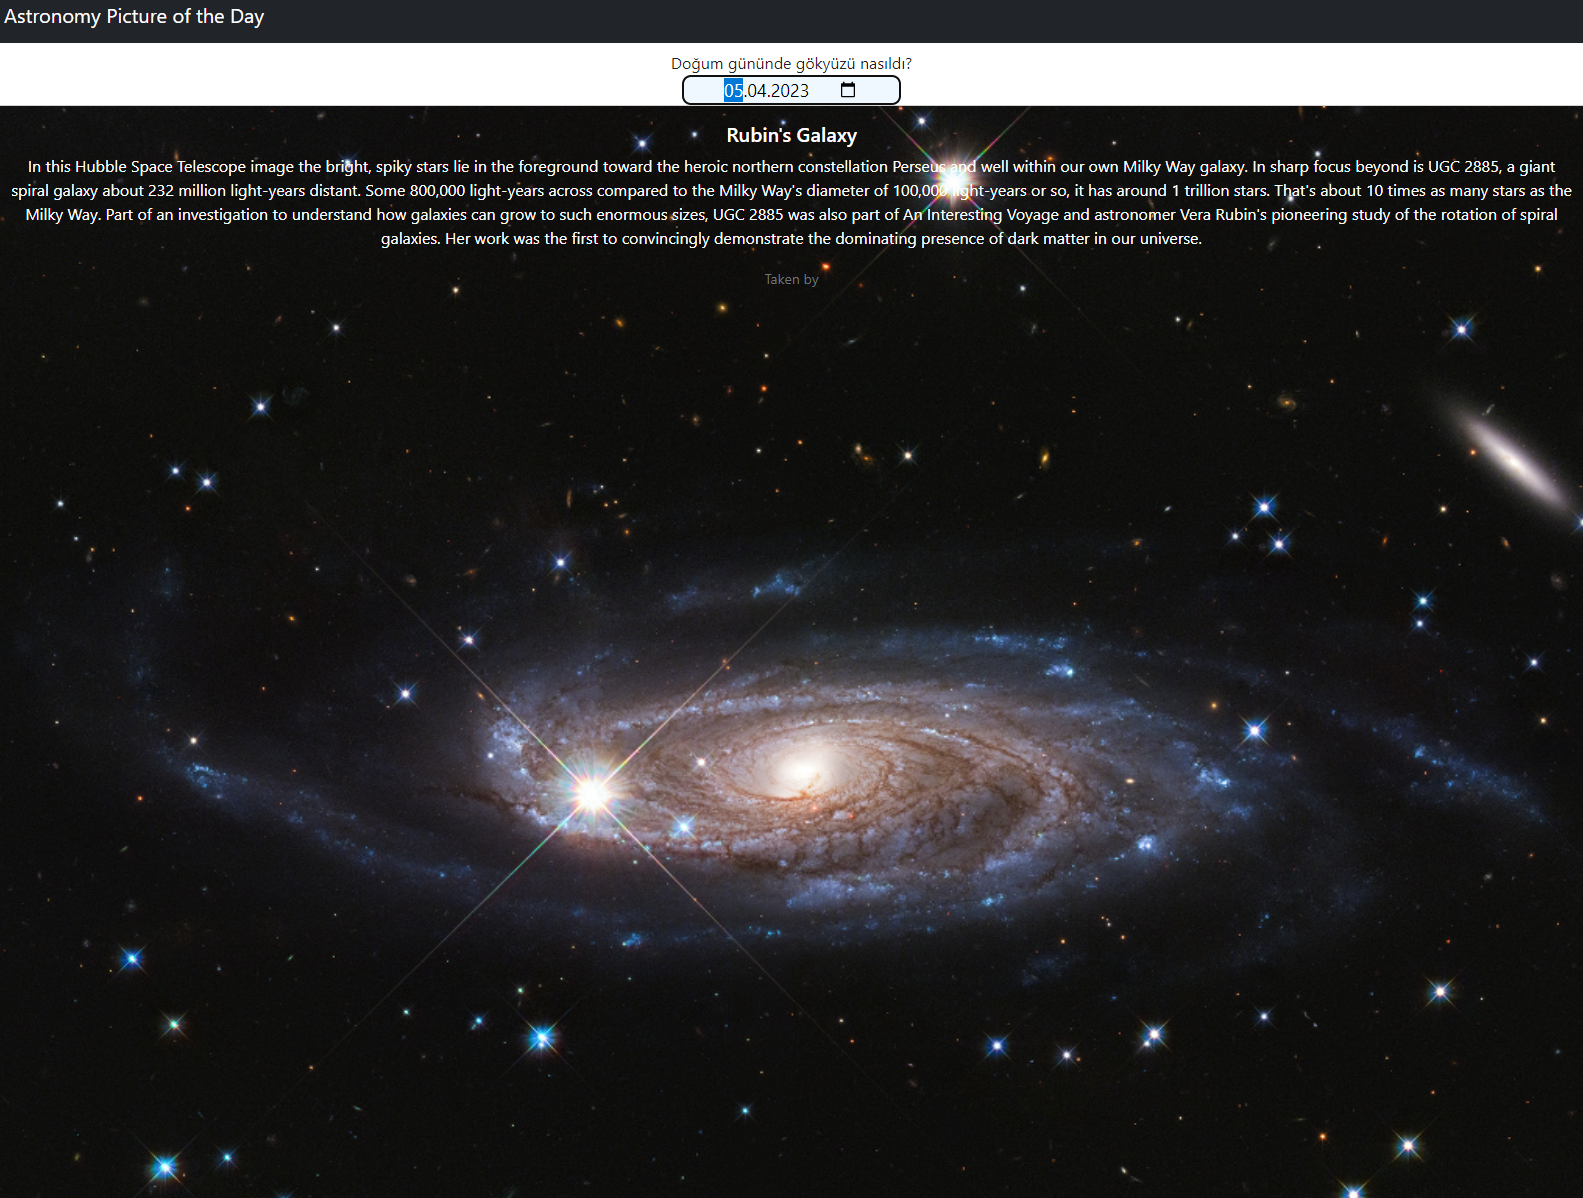 Astronomy Picture of the Day
Doğum gününde gökyüzü nasıldı?
05.04.2023
Rubin's Galaxy
In this Hubble Space Telescope image the bright, spiky stars lie in the foreground toward the heroic northern constellation Perseus and well within our own Milky Way galaxy. In sharp focus beyond is UGC 2885, a giant
spiral galaxy about 232 million light-years distant. Some 800,000 light-years across compared to the Milky Way's diameter of 100,000 light-years or so, it has around 1 trillion stars. That's about 10 times as many stars as the
Milky Way. Part of an investigation to understand how galaxies can grow to such enormous sizes, UGC 2885 was also part of An Interesting Voyage and astronomer Vera Rubin's pioneering study of the rotation of spiral
galaxies. Her work was the first to convincingly demonstrate the dominating presence of dark matter in our universe.
Taken by